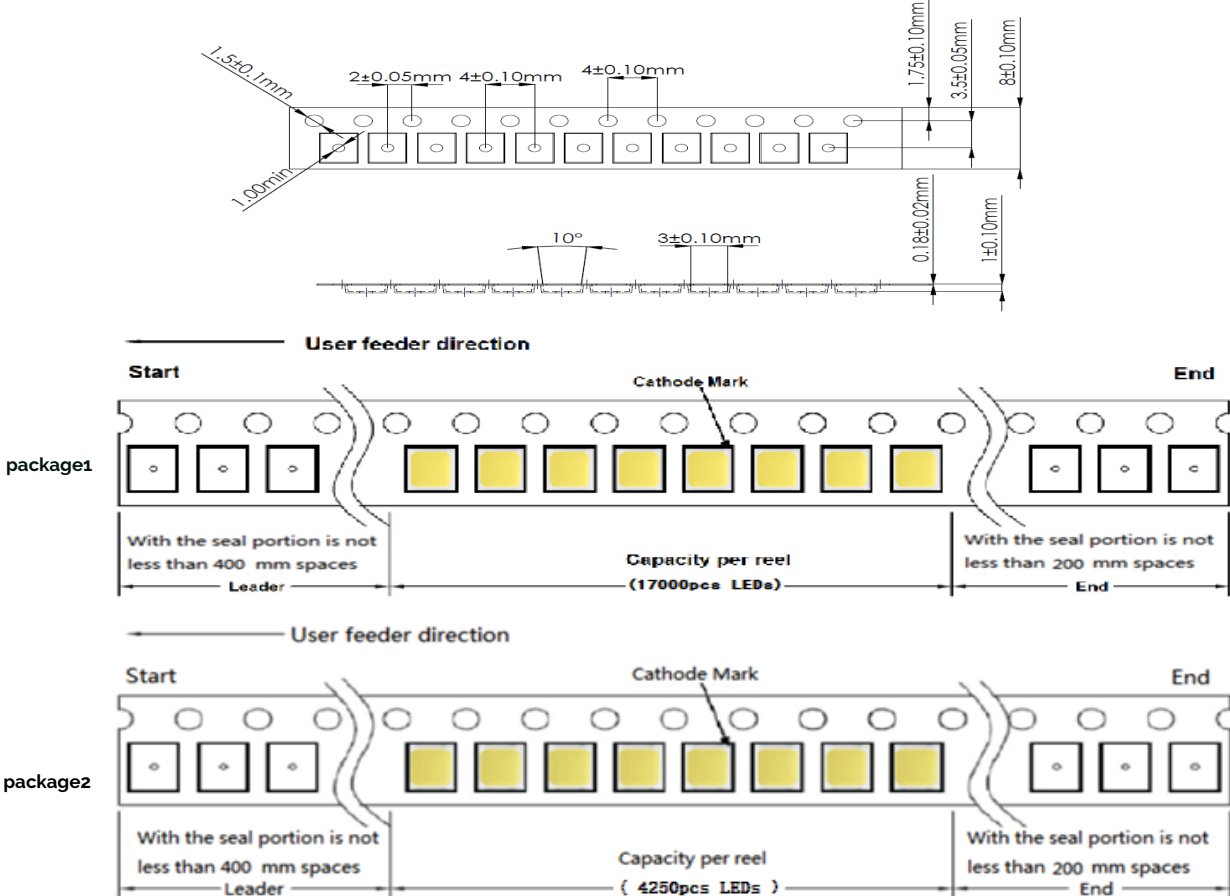 1.5±0.1mm
2±0.05mm
4±0.10mm
4±0.10mm
1.75±0.10mm
3.5±0.05mm
8±0.10mm
1.00min
10°
3±0.10mm
0.18±0.02mm
1±0.10mm
User feeder direction
Start
Cathode Mark
End
package1
With the seal portion is not
less than 400 mm spaces
Leader
Capacity per reel
(17000pcs LEDs)
With the seal portion is not
less than 200 mm spaces
End
User feeder direction
Start
Cathode Mark
End
package2
With the seal portion is not
less than 400 mm spaces
Leader
Capacity per reel
( 4250pcs LEDs )
With the seal portion is not
less than 200 mm spaces
End